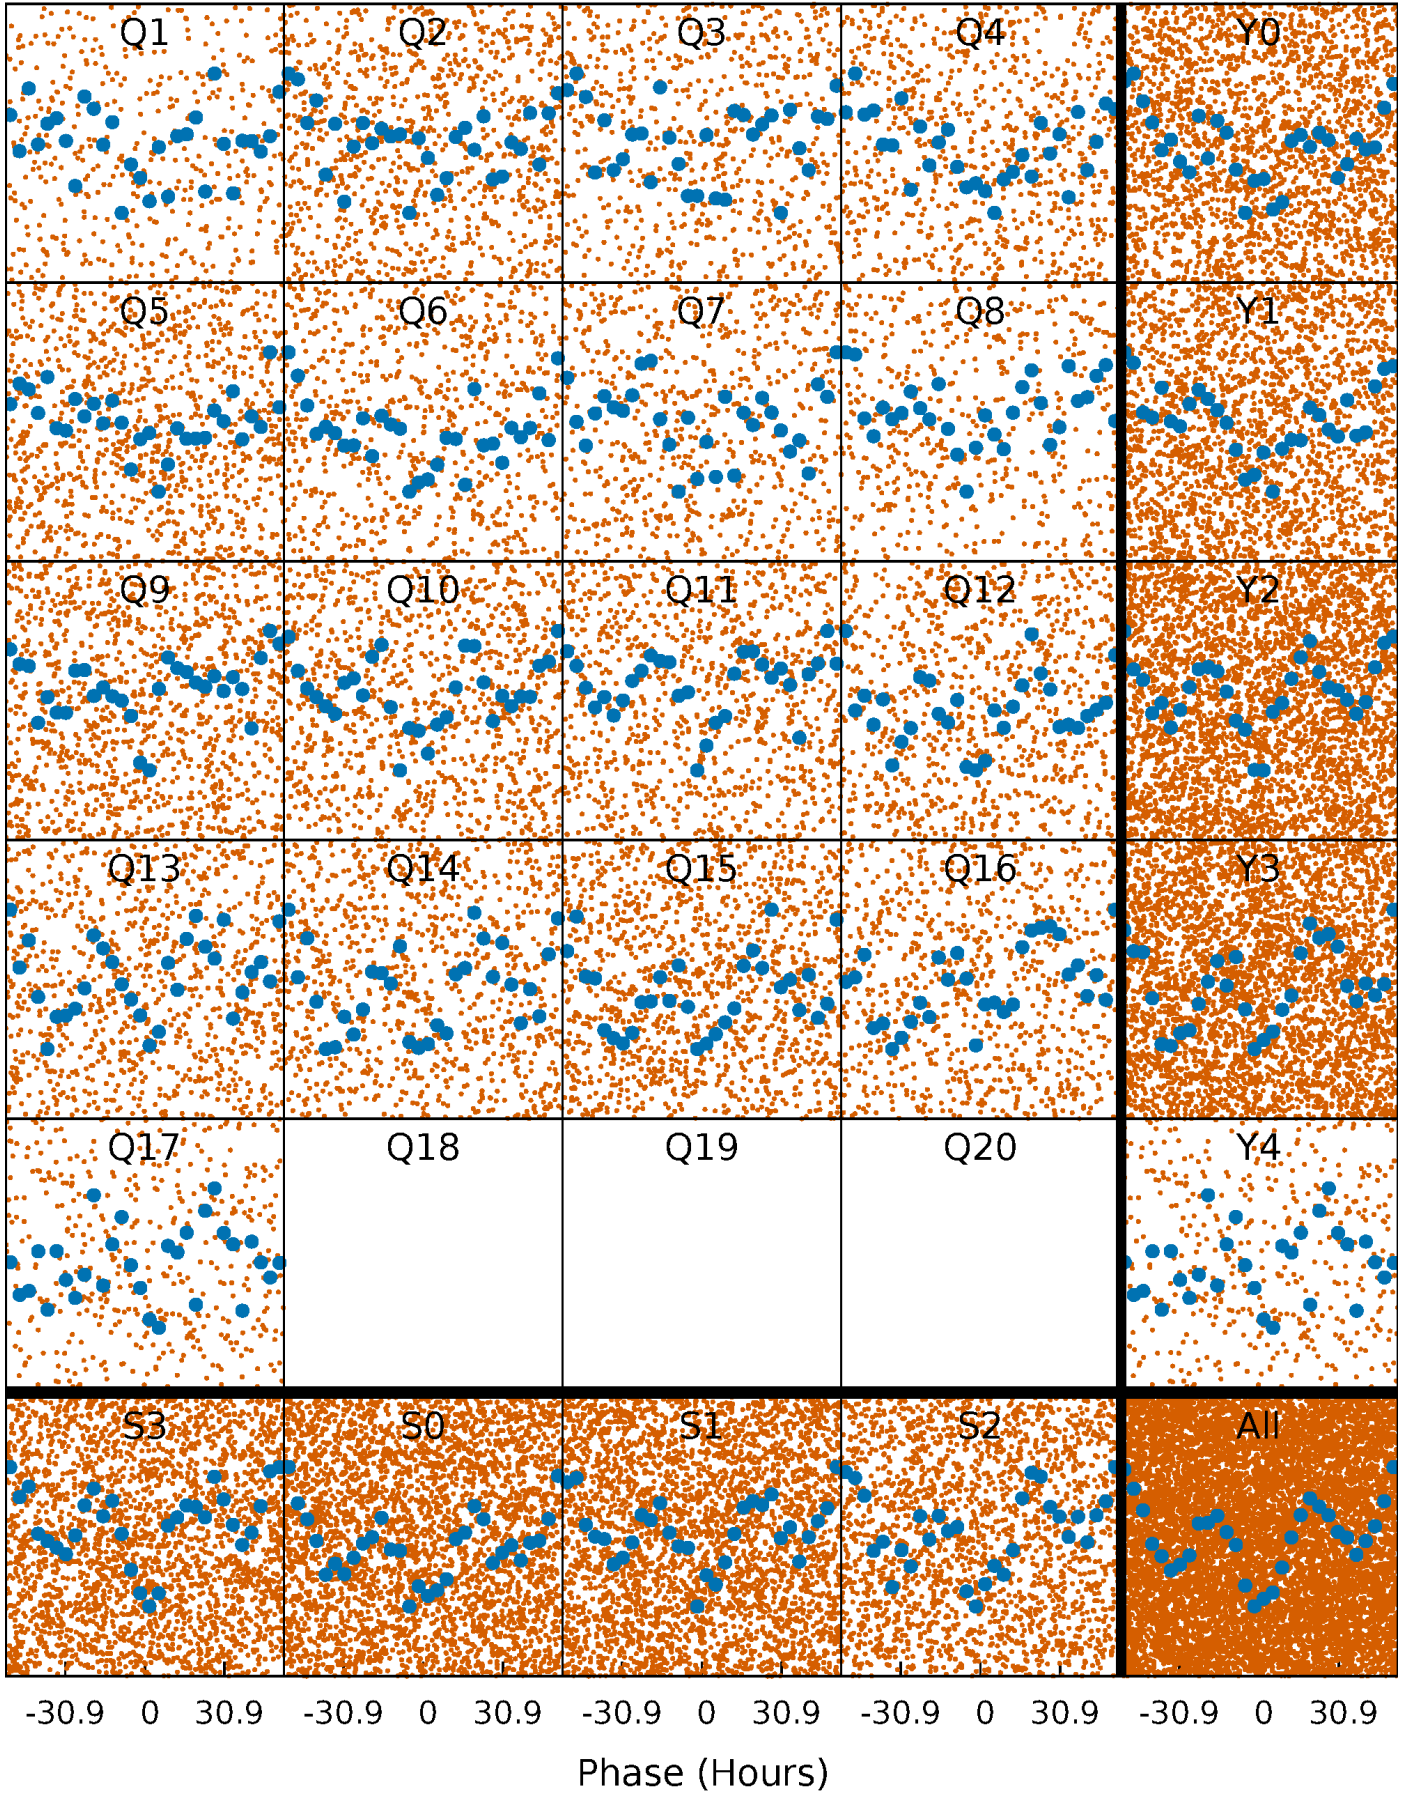 Q1 Q2 Q3 Q4 Y0
Q5 Q6 Q7 Q8 Y1
Q9 Q10 Q11 Q12 Y2
Q13 Q14 Q15 Q16 Y3
Q17 Q18 Q19 Q20 Y4
S3 S0 S1 S2 All
-30.9 0 30.9 -30.9 0 30.9 -30.9 0 30.9 -30.9 0 30.9 -30.9 0 30.9
Phase (Hours)